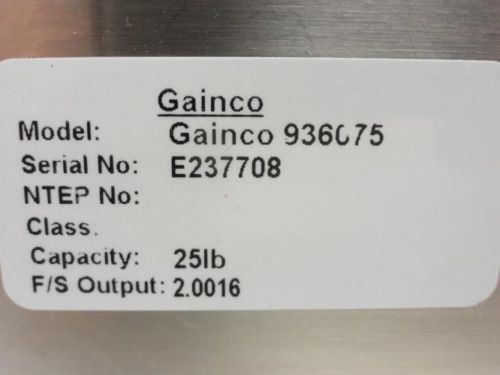 Gainco
Model: Gainco 936075
Serial No: E237708
NTEP No:
Class.
Capacity: 25lb
F/S Output: 2.0016